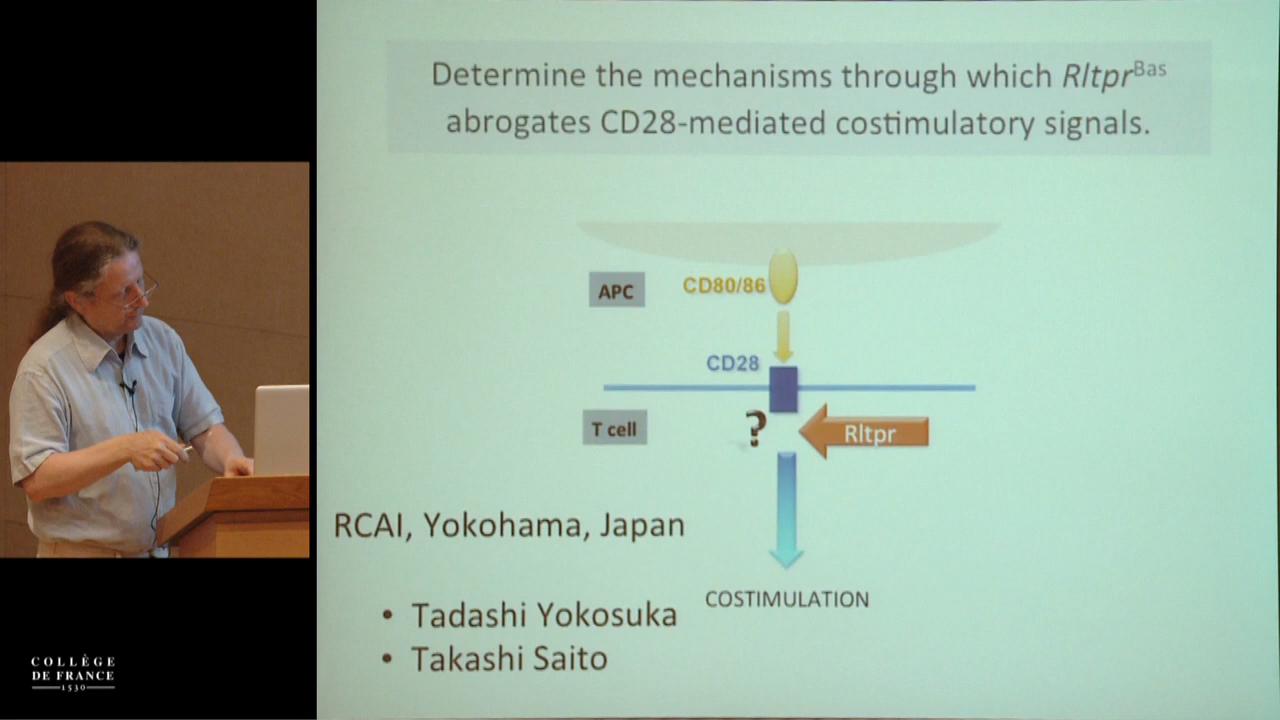 Determine the mechanisms through which Rltpr^Bas
abrogates CD28-mediated costimulatory signals.
APC
CD80/86
CD28
T cell
?
Rltpr
COSTIMULATION
RCAI, Yokohama, Japan
• Tadashi Yokosuka
• Takashi Saito
COLLÈGE
DE FRANCE
1530